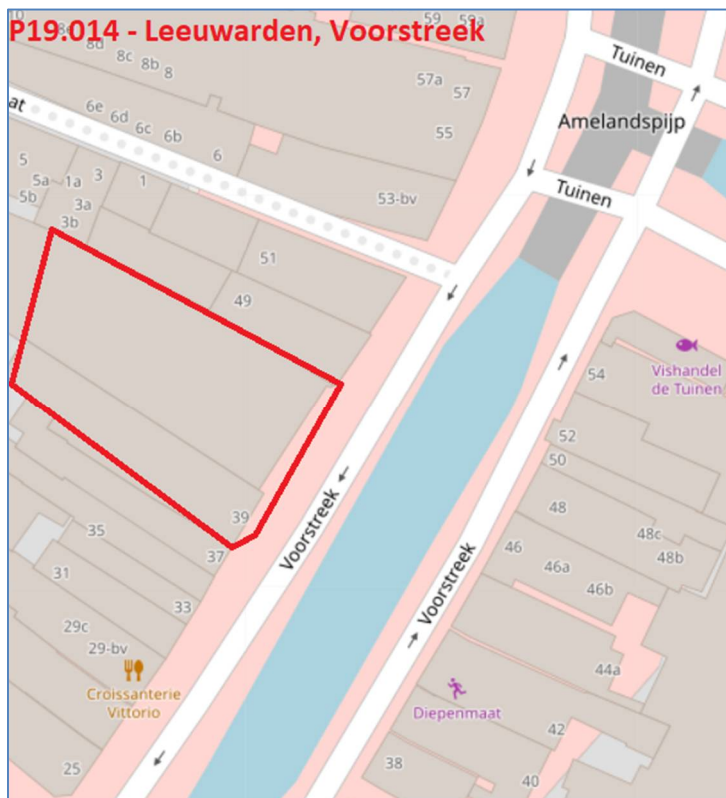 P19.014 - Leeuwarden, Voorstreek
59
59a
8d
8c
8b
8
57a
57
Tuinen
at
6e
6d
6c
6b
6
55
Amelandspijp
5
5a
1a
3
1
5b
3a
3b
53-bv
Tuinen
51
49
54
Vishandel
de Tuinen
52
50
39
Voorstreek
48
35
37
46
48c
48b
46a
46b
31
33
Voorstreek
29c
29-bv
44a
Croissanterie
Vittorio
Diepenmaat
42
25
38
40